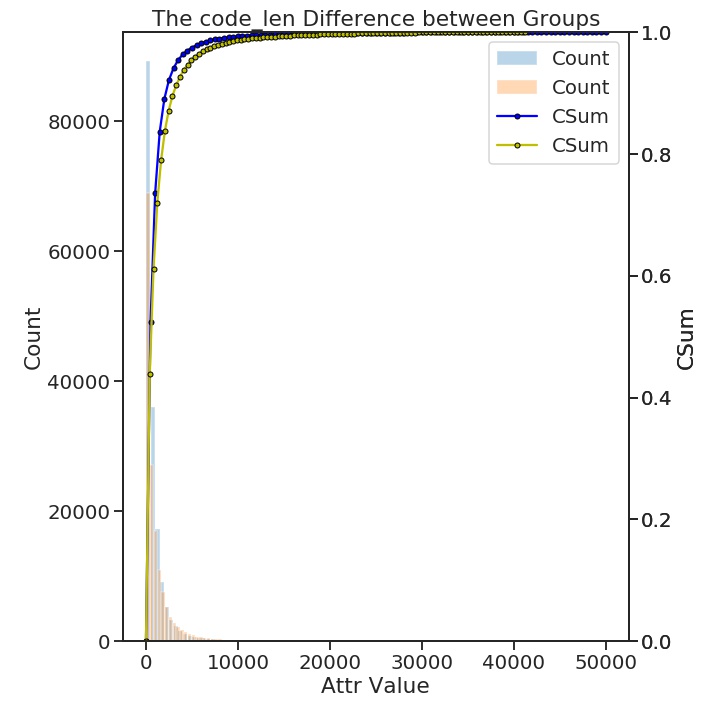 The code_len Difference between Groups
Count
Count
CSum
CSum
80000
60000
40000
20000
0
Count
1.0
0.8
0.6
0.4
0.2
0.0
CSum
0 10000 20000 30000 40000 50000
Attr Value